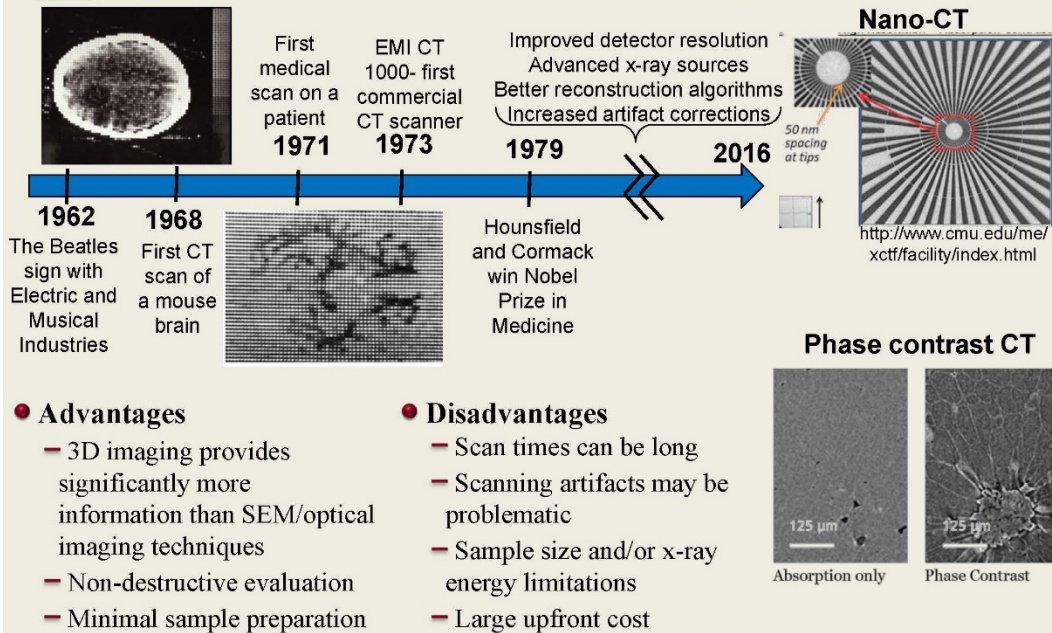 First
medical
scan on a
patient
1971
EMI CT
1000- first
commercial
CT scanner
1973
Improved detector resolution
Advanced x-ray sources
Better reconstruction algorithms
Increased artifact corrections
1979
2016
Nano-CT
50 nm
spacing
at tips
http://www.cmu.edu/me/
xctf/facility/index.html
1962
The Beatles
sign with
Electric and
Musical
Industries
1968
First CT
scan of
a mouse
brain
Hounsfield
and Cormack
win Nobel
Prize in
Medicine
Phase contrast CT
125 µm
Absorption only
125 µm
Phase Contrast
Advantages
– 3D imaging provides
significantly more
information than SEM/optical
imaging techniques
– Non-destructive evaluation
– Minimal sample preparation
Disadvantages
– Scan times can be long
– Scanning artifacts may be
problematic
– Sample size and/or x-ray
energy limitations
– Large upfront cost